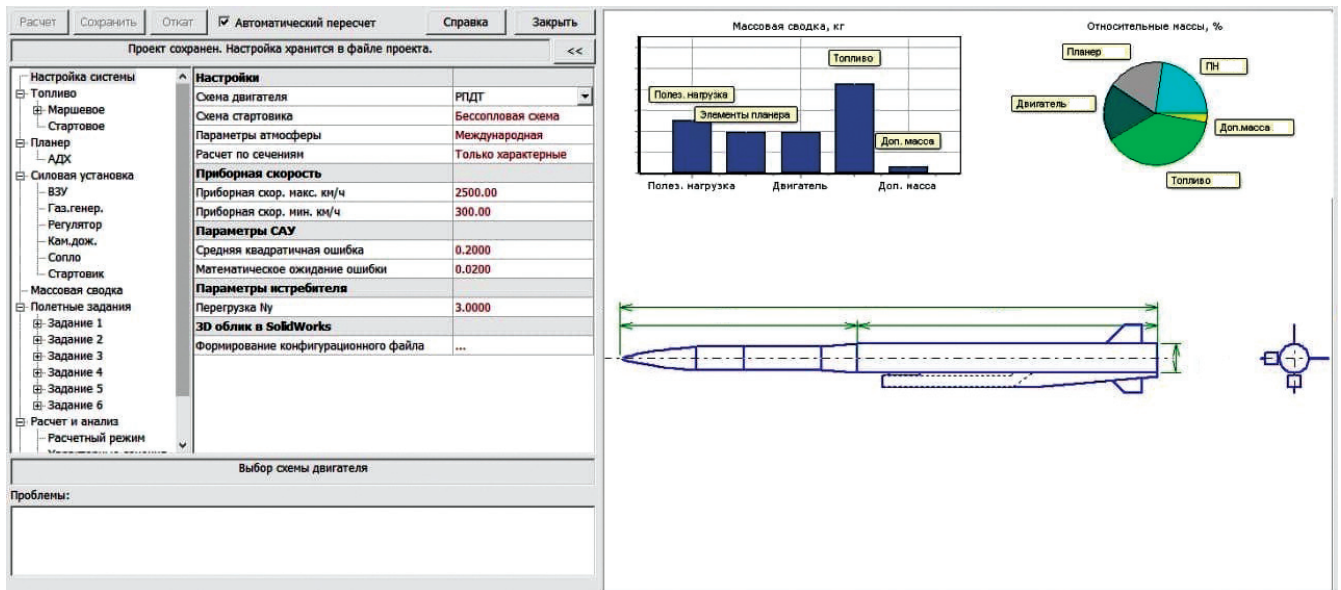 Расчет
Сохранить
Откат
Автоматический пересчет
Справка
Закрыть
Проект сохранен. Настройка хранится в файле проекта.
<<
Настройка системы
Топливо
Маршевое
Стартовое
Планер
АДХ
Силовая установка
ВЗУ
Газ.генер.
Регулятор
Кам.дож.
Сопло
Стартовик
Массовая сводка
Полетные задания
Задание 1
Задание 2
Задание 3
Задание 4
Задание 5
Задание 6
Расчет и анализ
Расчетный режим
Настройки
Схема двигателя РПДТ
Схема стартовика Бессопловая схема
Параметры атмосферы Международная
Расчет по сечениям Только характерные
Приборная скорость
Приборная скор. макс. км/ч 2500.00
Приборная скор. мин. км/ч 300.00
Параметры САУ
Средняя квадратичная ошибка 0.2000
Математическое ожидание ошибки 0.0200
Параметры истребителя
Перегрузка Ny 3.0000
3D облик в SolidWorks
Формирование конфигурационного файла ...
Выбор схемы двигателя
Проблемы:
Массовая сводка, кг
Топливо
Полез. нагрузка
Элементы планера
Доп. масса
Полез. нагрузка Двигатель Доп. масса
Относительные массы, %
Планер
ПН
Двигатель
Доп.масса
Топливо